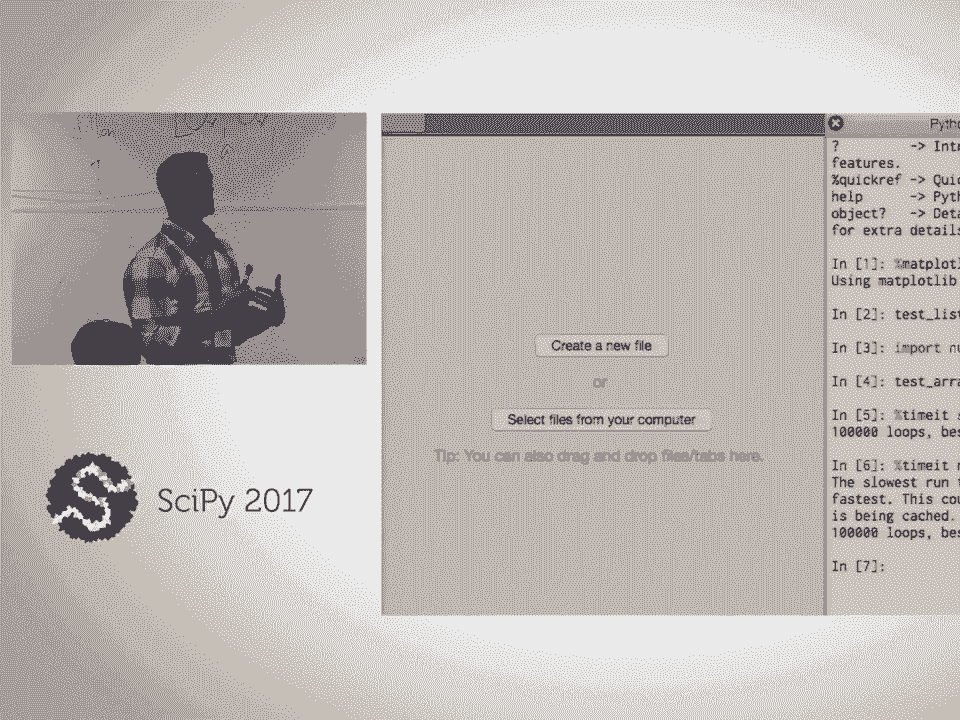 SciPy 2017
Create a new file
or
Select files from your computer
Tip: You can also drag and drop files/tabs here.
? -> Int
features.
%quickref -> Quic
help -> Pyth
object? -> Deta
for extra details
In [1]: %matplotl
Using matplotlib
In [2]: test_list
In [3]: import nu
In [4]: test_arra
In [5]: %timeit s
100000 loops, bes
In [6]: %timeit n
The slowest run t
fastest. This cou
is being cached.
100000 loops, bes
In [7]: